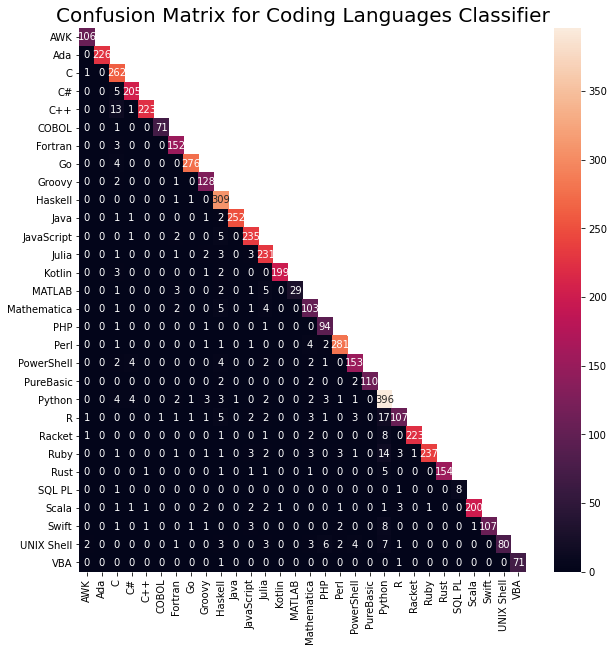 Confusion Matrix for Coding Languages Classifier
AWK 106
Ada 0 226
C 1 0 262
C# 0 0 5 205
C++ 0 0 13 1 223
COBOL 0 0 1 0 0 71
Fortran 0 0 3 0 0 0 152
Go 0 0 4 0 0 0 0 276
Groovy 0 0 2 0 0 0 1 0 128
Haskell 0 0 0 0 0 0 1 1 0 309
Java 0 0 1 1 0 0 0 0 1 2 252
JavaScript 0 0 0 1 0 0 2 0 0 5 0 235
Julia 0 0 1 0 0 0 1 0 2 3 0 3 231
Kotlin 0 0 3 0 0 0 0 0 1 2 0 0 0 199
MATLAB 0 0 1 0 0 0 3 0 0 2 0 1 5 0 29
Mathematica 0 0 1 0 0 0 2 0 0 5 0 1 4 0 0 103
PHP 0 0 1 0 0 0 0 0 1 0 0 0 1 0 0 0 94
Perl 0 0 1 0 0 0 0 0 1 1 0 0 0 0 0 4 2 281
PowerShell 0 0 2 4 0 0 0 0 0 4 0 0 2 0 0 2 1 0 153
PureBasic 0 0 0 0 0 0 0 0 0 2 0 0 0 0 0 2 0 0 2 110
Python 0 0 4 4 0 0 2 1 3 3 1 0 2 0 0 2 3 1 1 0 396
R 1 0 0 0 0 1 1 1 1 5 0 2 2 0 0 3 1 0 3 0 17 107
Racket 1 0 0 0 0 0 0 0 0 1 0 0 1 0 0 2 0 0 0 0 8 0 223
Ruby 0 0 1 0 0 0 1 0 1 1 0 3 2 0 0 3 0 3 1 0 14 3 1 237
Rust 0 0 0 0 1 0 0 0 0 1 0 1 1 0 0 1 0 0 0 0 5 0 0 0 154
SQL PL 0 0 1 0 0 0 0 0 0 0 0 0 0 0 0 0 0 0 0 0 0 1 0 0 0 8
Scala 0 0 1 1 1 0 0 0 2 0 0 2 2 1 0 0 0 1 0 0 1 3 0 1 0 0 200
Swift 0 0 1 0 1 0 0 1 1 0 0 3 0 0 0 0 0 2 0 0 8 0 0 0 0 0 1 107
UNIX Shell 2 0 0 0 0 0 1 0 0 3 0 0 3 0 0 3 6 2 4 0 7 1 0 0 0 0 0 0 80
VBA 0 0 0 0 0 0 0 0 0 1 0 0 0 0 0 0 0 0 0 0 0 1 0 0 0 0 0 0 0 71
AWK Ada C C# C++ COBOL Fortran Go Groovy Haskell Java JavaScript Julia Kotlin MATLAB Mathematica PHP Perl PowerShell PureBasic Python R Racket Ruby Rust SQL PL Scala Swift UNIX Shell VBA
350
300
250
200
150
100
50
0